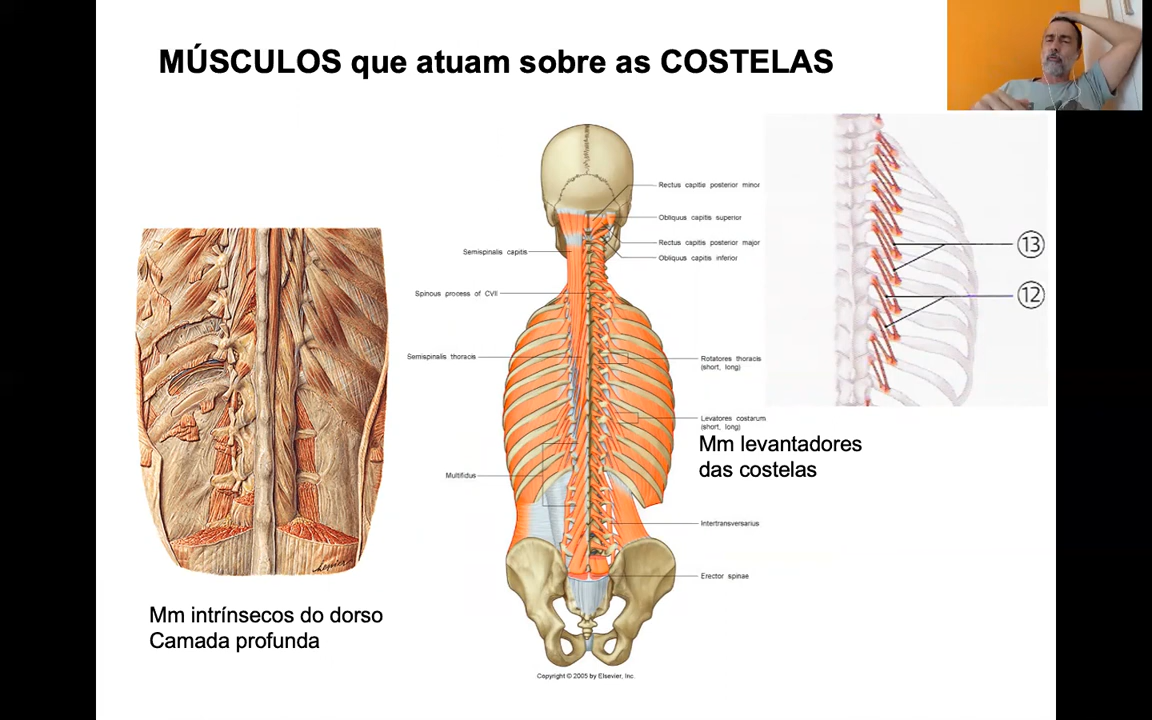 MÚSCULOS que atuam sobre as COSTELAS
Rectus capitis posterior minor
Obliquus capitis superior
Rectus capitis posterior major
Obliquus capitis inferior
Semispinalis capitis
Spinous process of CVII
Semispinalis thoracis
Rotatores thoracis
(short, long)
Levatores costarum
(short, long)
Multifidus
Intertransversarius
Erector spinae
Copyright © 2005 by Elsevier, Inc.
13
12
Mm levantadores
das costelas
Mm intrínsecos do dorso
Camada profunda